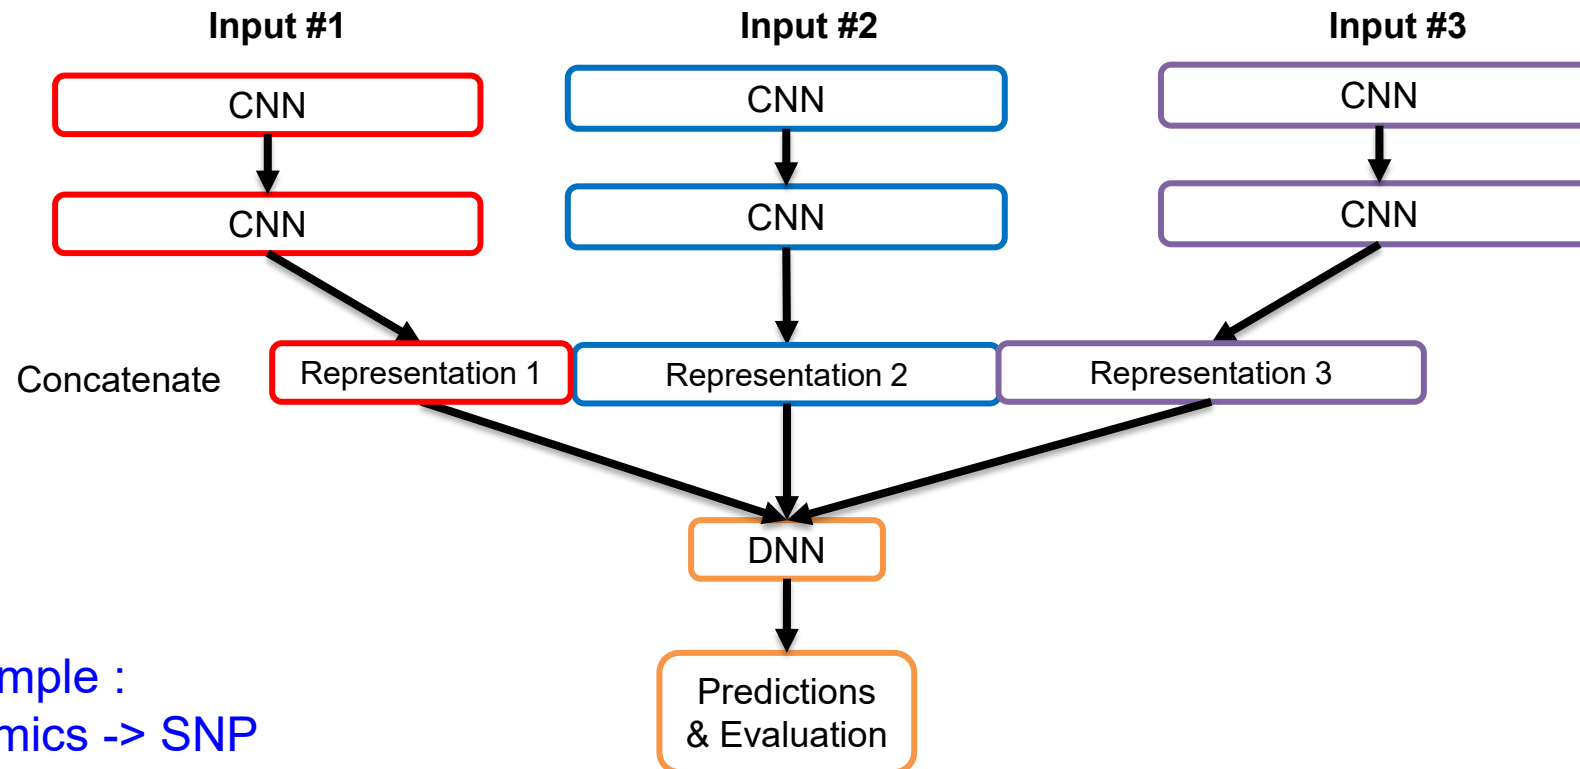 Input #1
Input #2
Input #3
CNN
CNN
CNN
CNN
CNN
CNN
Concatenate
Representation 1
Representation 2
Representation 3
DNN
Predictions
& Evaluation
mple :
mics -> SNP